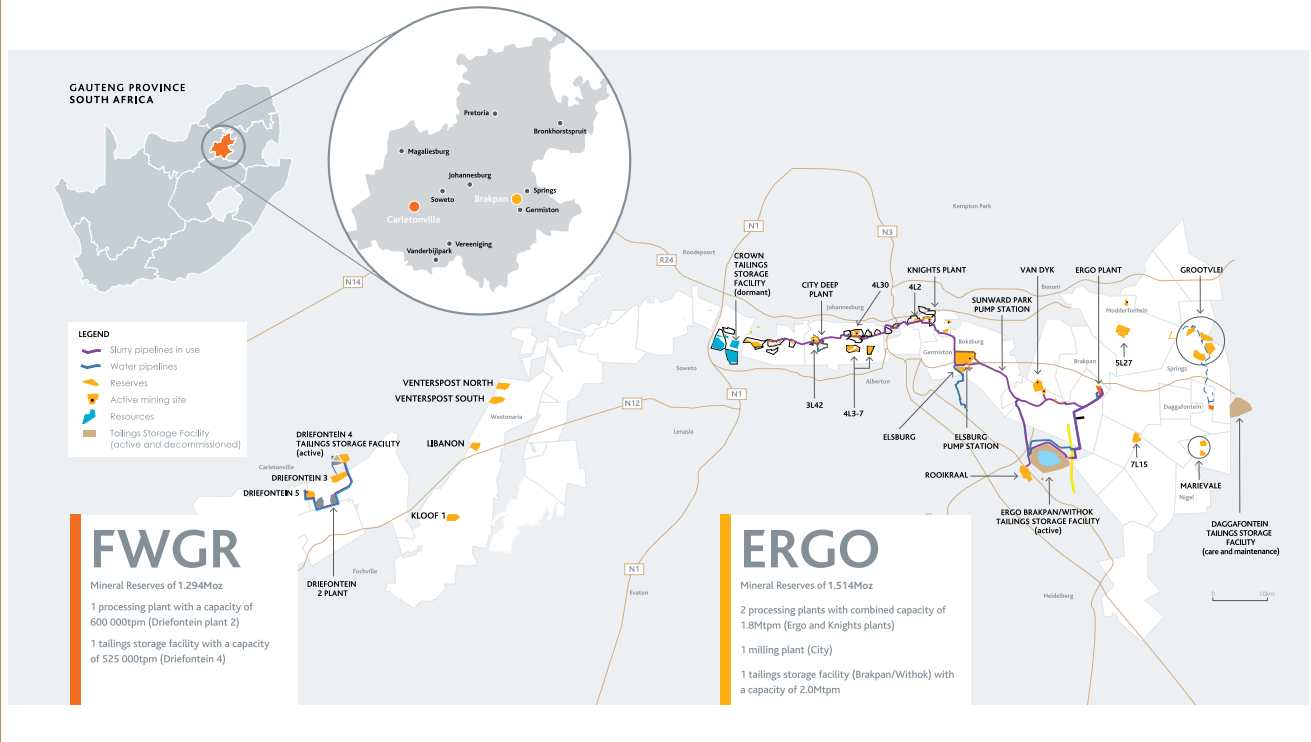 GAUTENG PROVINCE
SOUTH AFRICA
Pretoria
Bronkhorstspruit
Magaliesburg
Johannesburg
Soweto
Springs
Brakpan
Germiston
Carletonville
Vereeniging
Vanderbijlpark
LEGEND
Slurry pipelines in use
Water pipelines
Reserves
Active mining site
Resources
Tailings Storage Facility
(active and decommissioned)
N14
R24
N1
N3
N12
N1
N1
Roodepoort
Kempton Park
Johannesburg
Benoni
Modderfontein
Boksburg
Germiston
Brakpan
Springs
Daggafontein
Alberton
Soweto
Lenasia
Westonaria
Carletonville
Fochville
Evaton
Nigel
Heidelberg
CROWN
TAILINGS
STORAGE
FACILITY
(dormant)
CITY DEEP
PLANT
4L30
4L2
KNIGHTS PLANT
SUNWARD PARK
PUMP STATION
VAN DYK
ERGO PLANT
GROOTVLEI
5L27
3L42
4L3-7
ELSBURG
ELSBURG
PUMP STATION
ROOIKRAAL
7L15
MARIEVALE
ERGO BRAKPAN/WITHOK
TAILINGS STORAGE FACILITY
(active)
DAGGAFONTEIN
TAILINGS STORAGE
FACILITY
(care and maintenance)
0 10km
VENTERSPOST NORTH
VENTERSPOST SOUTH
LIBANON
KLOOF 1
DRIEFONTEIN 4
TAILINGS STORAGE FACILITY
(active)
DRIEFONTEIN 3
DRIEFONTEIN 5
DRIEFONTEIN
2 PLANT
FWGR
Mineral Reserves of 1.294Moz
1 processing plant with a capacity of
600 000tpm (Driefontein plant 2)
1 tailings storage facility with a capacity
of 525 000tpm (Driefontein 4)
ERGO
Mineral Reserves of 1.514Moz
2 processing plants with combined capacity of
1.8Mtpm (Ergo and Knights plants)
1 milling plant (City)
1 tailings storage facility (Brakpan/Withok) with
a capacity of 2.0Mtpm